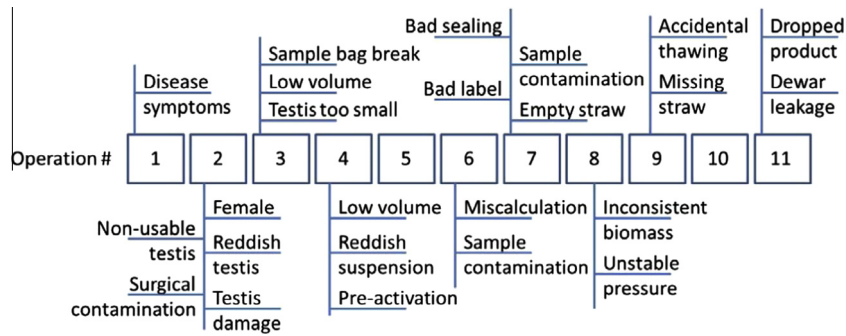 Disease
symptoms
Sample bag break
Low volume
Testis too small
Bad sealing
Bad label
Sample
contamination
Empty straw
Accidental
thawing
Missing
straw
Dropped
product
Dewar
leakage
Operation # 1 2 3 4 5 6 7 8 9 10 11
Non-usable
testis
Surgical
contamination
Female
Reddish
testis
Testis
damage
Low volume
Reddish
suspension
Pre-activation
Miscalculation
Sample
contamination
Inconsistent
biomass
Unstable
pressure